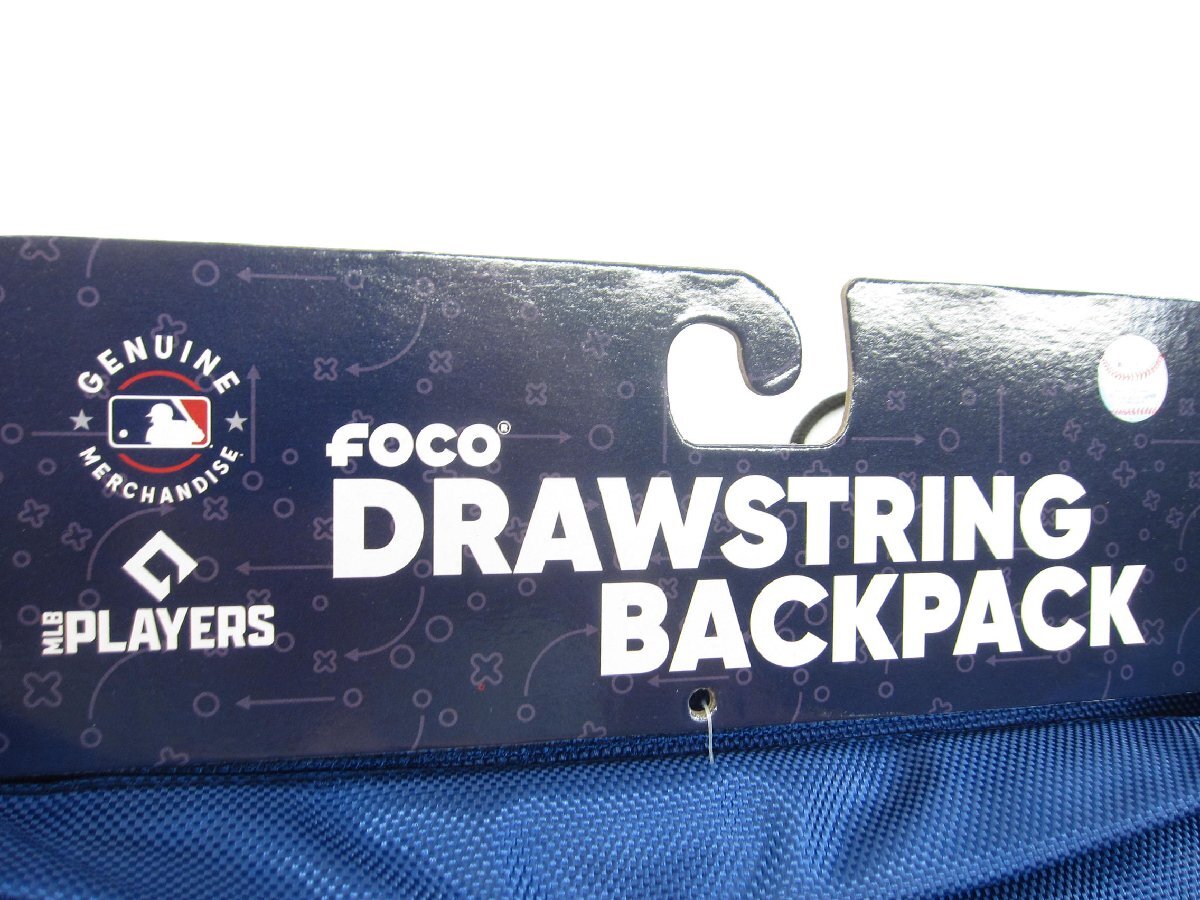 GENUINE
MERCHANDISE
MLB PLAYERS
FOCO®
DRAWSTRING
BACKPACK